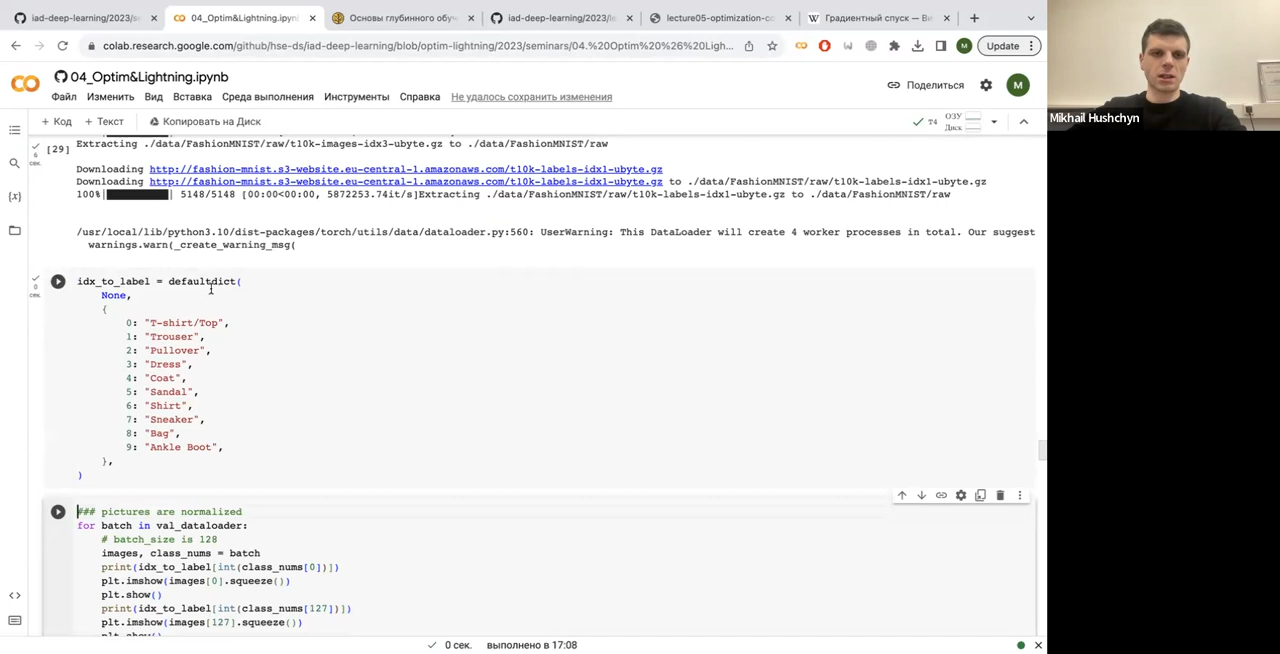 iad-deep-learning/2023/se
04_Optim&Lightning.ipynb
Основы глубинного обуч
iad-deep-learning/2023/le
lecture05-optimization-co
Градиентный спуск — Ви
colab.research.google.com/github/hse-ds/iad-deep-learning/blob/optim-lightning/2023/seminars/04.%20Optim%20%26%20Ligh...
Update
04_Optim&Lightning.ipynb
Поделиться
Файл Изменить Вид Вставка Среда выполнения Инструменты Справка Не удалось сохранить изменения
+ Код + Текст Копировать на Диск
T4 ОЗУ
Диск
[29]
6
сек.
Extracting ./data/FashionMNIST/raw/t10k-images-idx3-ubyte.gz to ./data/FashionMNIST/raw
Downloading http://fashion-mnist.s3-website.eu-central-1.amazonaws.com/t10k-labels-idx1-ubyte.gz
Downloading http://fashion-mnist.s3-website.eu-central-1.amazonaws.com/t10k-labels-idx1-ubyte.gz to ./data/FashionMNIST/raw/t10k-labels-idx1-ubyte.gz
100%| | 5148/5148 [00:00<00:00, 5872253.74it/s]Extracting ./data/FashionMNIST/raw/t10k-labels-idx1-ubyte.gz to ./data/FashionMNIST/raw
/usr/local/lib/python3.10/dist-packages/torch/utils/data/dataloader.py:560: UserWarning: This DataLoader will create 4 worker processes in total. Our suggest
warnings.warn(_create_warning_msg(
0
сек.
idx_to_label = defaultdict(
None,
{
0: "T-shirt/Top",
1: "Trouser",
2: "Pullover",
3: "Dress",
4: "Coat",
5: "Sandal",
6: "Shirt",
7: "Sneaker",
8: "Bag",
9: "Ankle Boot",
},
)
### pictures are normalized
for batch in val_dataloader:
# batch_size is 128
images, class_nums = batch
print(idx_to_label[int(class_nums[0])])
plt.imshow(images[0].squeeze())
plt.show()
print(idx_to_label[int(class_nums[127])])
plt.imshow(images[127].squeeze())
plt.show()
0 сек. выполнено в 17:08
Mikhail Hushchyn